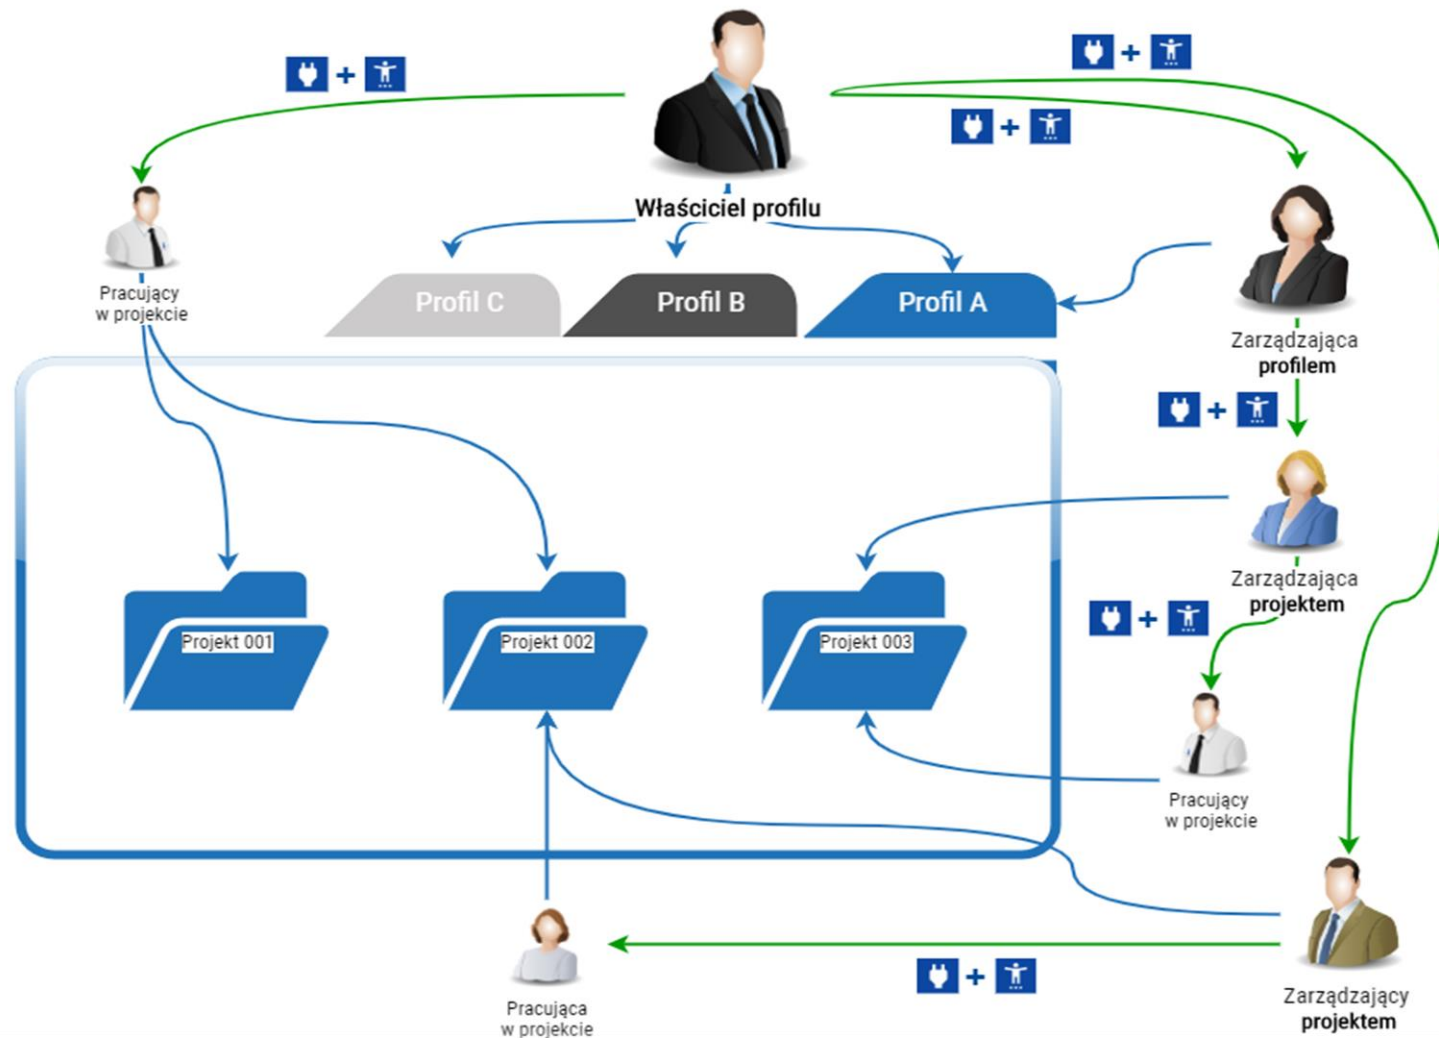 Właściciel profilu
Pracujący
w projekcie
Profil C
Profil B
Profil A
Zarządzająca
profilem
Zarządzająca
projektem
Projekt 001
Projekt 002
Projekt 003
Pracujący
w projekcie
Pracująca
w projekcie
Zarządzający
projektem